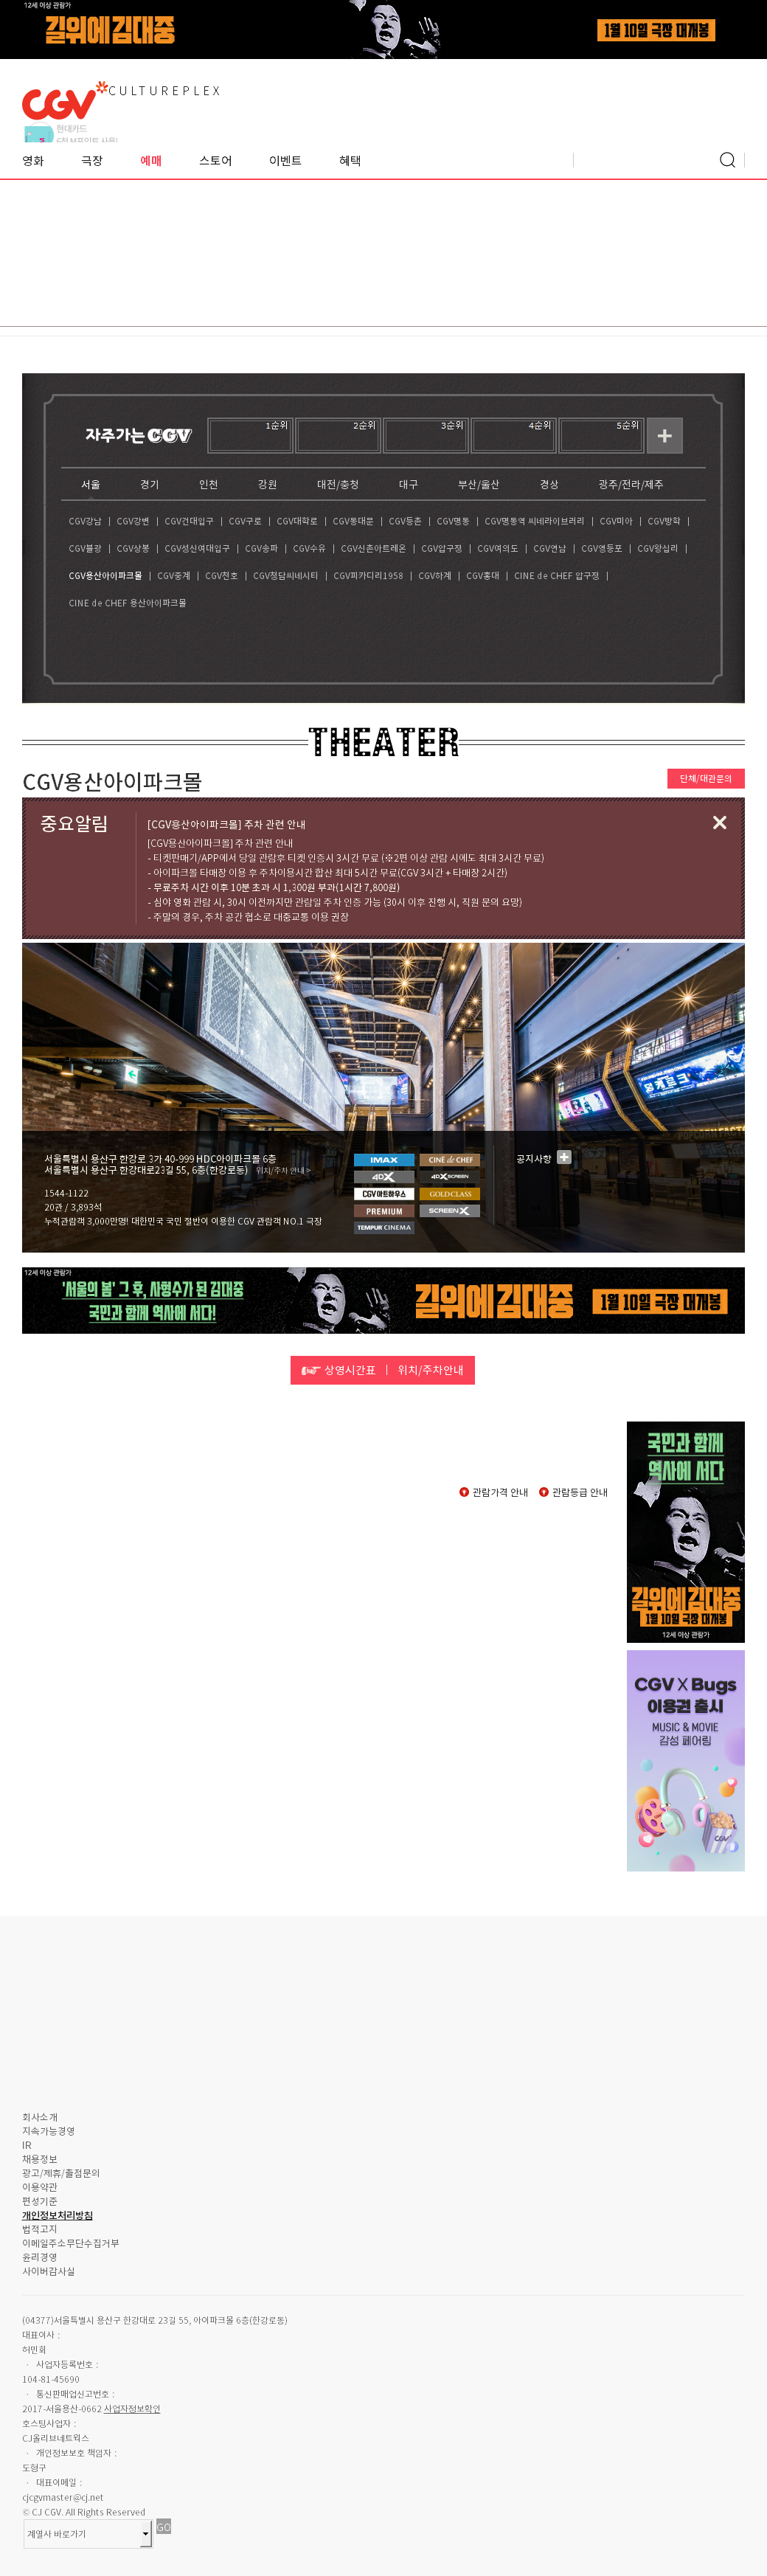 12세 이상 관람가
길위에 김대중
1월 10일 극장 대개봉
CGV
CULTUREPLEX
현대카드
영화 극장 예매 스토어 이벤트 혜택
자주가는 CGV 1순위 2순위 3순위 4순위 5순위
서울 경기 인천 강원 대전/충청 대구 부산/울산 경상 광주/전라/제주
CGV강남 | CGV강변 | CGV건대입구 | CGV구로 | CGV대학로 | CGV동대문 | CGV등촌 | CGV명동 | CGV명동역 씨네라이브러리 | CGV미아 | CGV방학 |
CGV불광 | CGV상봉 | CGV성신여대입구 | CGV송파 | CGV수유 | CGV신촌아트레온 | CGV압구정 | CGV여의도 | CGV연남 | CGV영등포 | CGV왕십리 |
CGV용산아이파크몰 | CGV중계 | CGV천호 | CGV청담씨네시티 | CGV피카디리1958 | CGV하계 | CGV홍대 | CINE de CHEF 압구정 |
CINE de CHEF 용산아이파크몰
THEATER
CGV용산아이파크몰
단체/대관문의
중요알림
[CGV용산아이파크몰] 주차 관련 안내
[CGV용산아이파크몰] 주차 관련 안내
- 티켓판매기/APP에서 당일 관람후 티켓 인증시 3시간 무료 (※2편 이상 관람 시에도 최대 3시간 무료)
- 아이파크몰 타매장 이용 후 주차이용시간 합산 최대 5시간 무료(CGV 3시간 + 타매장 2시간)
- 무료주차 시간 이후 10분 초과 시 1,300원 부과(1시간 7,800원)
- 심야 영화 관람 시, 30시 이전까지만 관람일 주차 인증 가능 (30시 이후 진행 시, 직원 문의 요망)
- 주말의 경우, 주차 공간 협소로 대중교통 이용 권장
서울특별시 용산구 한강로 3가 40-999 HDC아이파크몰 6층
서울특별시 용산구 한강대로23길 55, 6층(한강로동) 위치/주차 안내 >
1544-1122
20관 / 3,893석
누적관람객 3,000만명! 대한민국 국민 절반이 이용한 CGV 관람객 NO.1 극장
IMAX CINE de CHEF
4DX 4DX SCREEN
CGV아트하우스 GOLD CLASS
PREMIUM SCREENX
TEMPUR CINEMA
공지사항
12세 이상 관람가
'서울의 봄' 그 후, 사형수가 된 김대중
국민과 함께 역사에 서다!
길위에 김대중
1월 10일 극장 대개봉
상영시간표 | 위치/주차안내
관람가격 안내 관람등급 안내
국민과 함께
역사에 서다
길위에 김대중
1월 10일 극장 대개봉
12세 이상 관람가
CGV X Bugs
이용권 출시
MUSIC & MOVIE
감성 페어링
CGV
회사소개
지속가능경영
IR
채용정보
광고/제휴/출점문의
이용약관
편성기준
개인정보처리방침
법적고지
이메일주소무단수집거부
윤리경영
사이버감사실
(04377)서울특별시 용산구 한강대로 23길 55, 아이파크몰 6층(한강로동)
대표이사 :
허민회
· 사업자등록번호 :
104-81-45690
· 통신판매업신고번호 :
2017-서울용산-0662 사업자정보확인
호스팅사업자 :
CJ올리브네트웍스
· 개인정보보호 책임자 :
도형구
· 대표이메일 :
cjcgvmaster@cj.net
© CJ CGV. All Rights Reserved
계열사 바로가기 GO